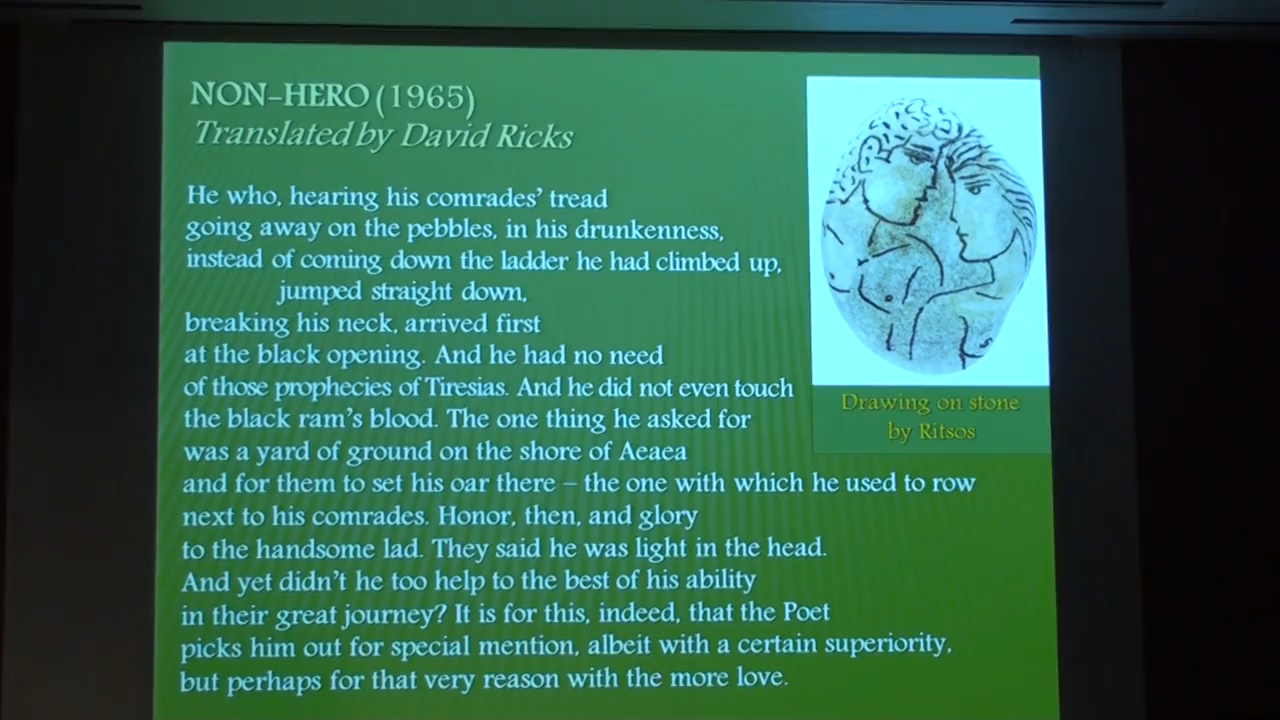 NON-HERO (1965)
Translated by David Ricks
He who, hearing his comrades’ tread
going away on the pebbles, in his drunkenness,
instead of coming down the ladder he had climbed up,
jumped straight down,
breaking his neck, arrived first
at the black opening. And he had no need
of those prophecies of Tiresias. And he did not even touch
the black ram’s blood. The one thing he asked for
was a yard of ground on the shore of Aeaea
and for them to set his oar there – the one with which he used to row
next to his comrades. Honor, then, and glory
to the handsome lad. They said he was light in the head.
And yet didn’t he too help to the best of his ability
in their great journey? It is for this, indeed, that the Poet
picks him out for special mention, albeit with a certain superiority,
but perhaps for that very reason with the more love.
Drawing on stone
by Ritsos